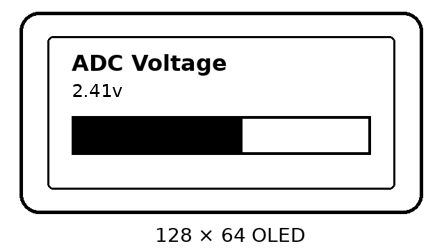 ADC Voltage
2.41v
128 × 64 OLED